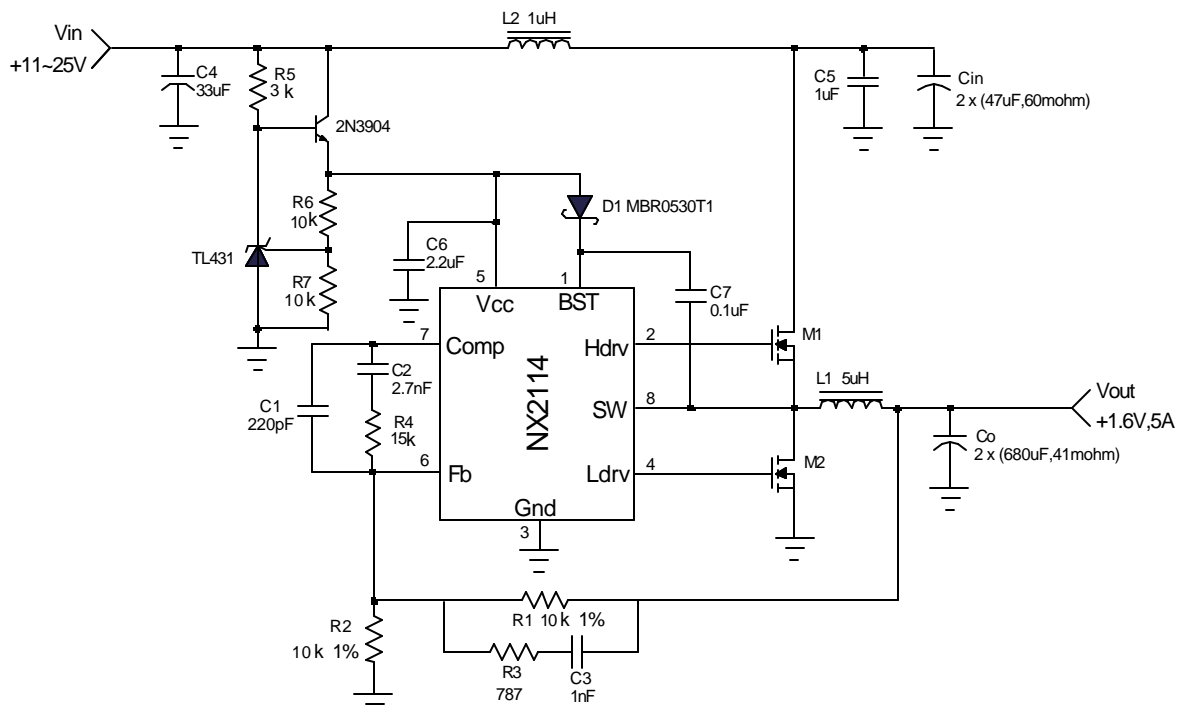 L2 1uH
Vin
+11~25V
C4
33uF
R5
3 k
2N3904
C5
1uF
Cin
2 x (47uF,60mohm)
R6
10k
D1 MBR0530T1
TL431
R7
10 k
C6
2.2uF
5
1
Vcc
BST
C7
0.1uF
7
Comp
2
Hdrv
M1
C2
2.7nF
NX2114
L1 5uH
Vout
+1.6V,5A
C1
220pF
R4
15k
8
SW
Co
2 x (680uF,41mohm)
6
Fb
4
Ldrv
M2
Gnd
3
R1 10 k 1%
R2
10 k 1%
R3
787
C3
1nF